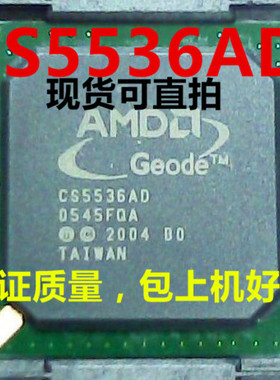 S5536AD
现货可直拍
AMD
Geode™
CS5536AD
0545FQA
Ⓜ © 2004 B0
TAIWAN
证质量，包上机好